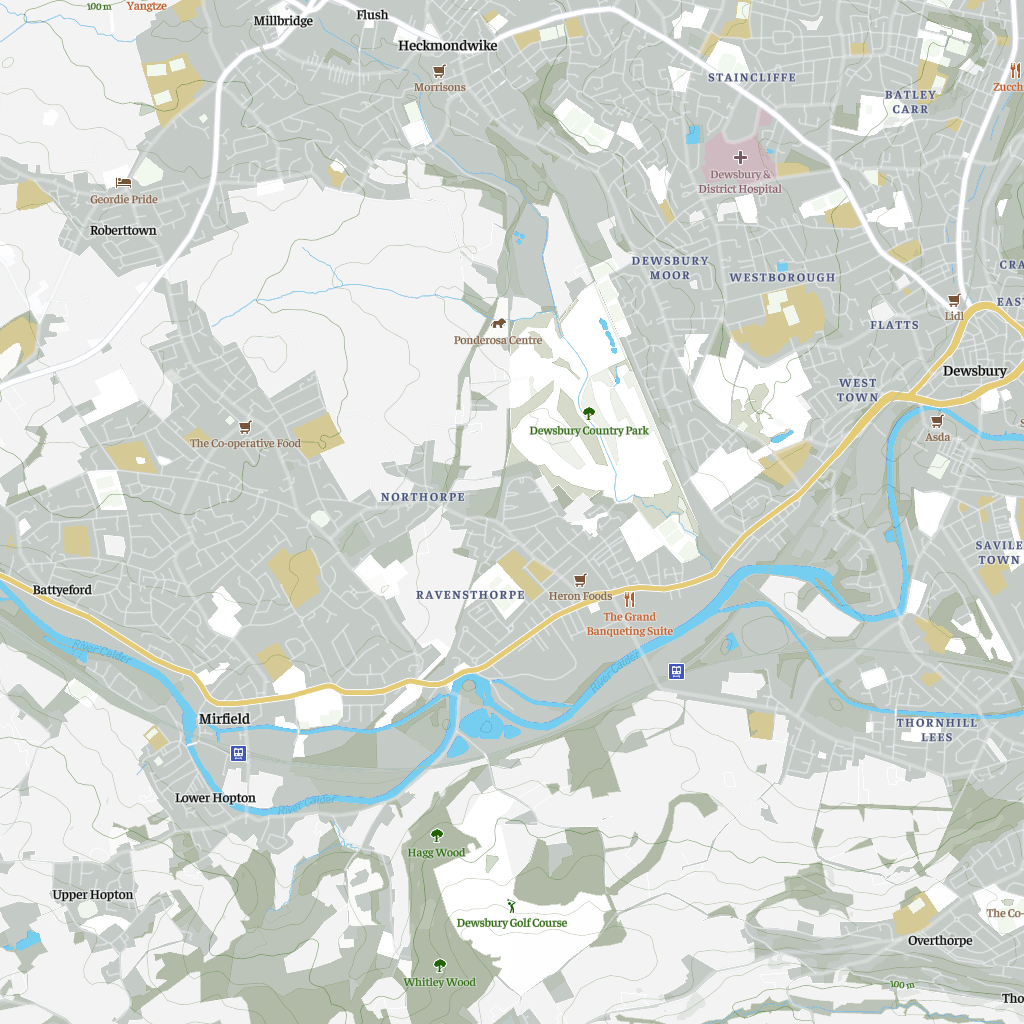 100 m
Yangtze
Millbridge
Flush
Heckmondwike
Morrisons
STAINCLIFFE
BATLEY
CARR
Dewsbury &
District Hospital
Geordie Pride
Roberttown
DEWSBURY
MOOR
WESTBOROUGH
Lidl
FLATTS
Ponderosa Centre
Dewsbury
WEST
TOWN
Dewsbury Country Park
Asda
The Co-operative Food
NORTHORPE
SAVILE
TOWN
Battyeford
RAVENSTHORPE
Heron Foods
The Grand
Banqueting Suite
River Calder
River Calder
Mirfield
THORNHILL
LEES
Lower Hopton
River Calder
Hagg Wood
Upper Hopton
Dewsbury Golf Course
The Co-
Overthorpe
Whitley Wood
100 m